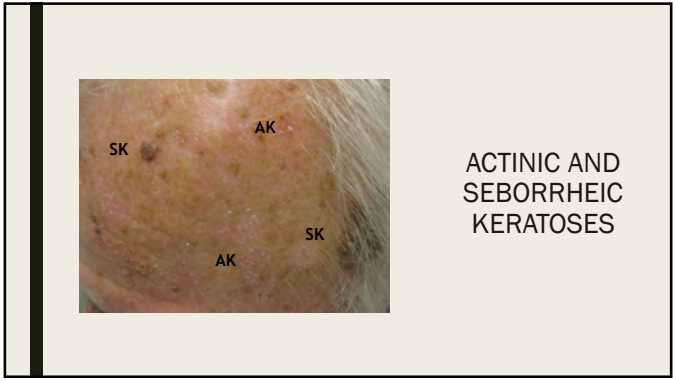 AK
SK
SK
AK
ACTINIC AND
SEBORRHEIC
KERATOSES